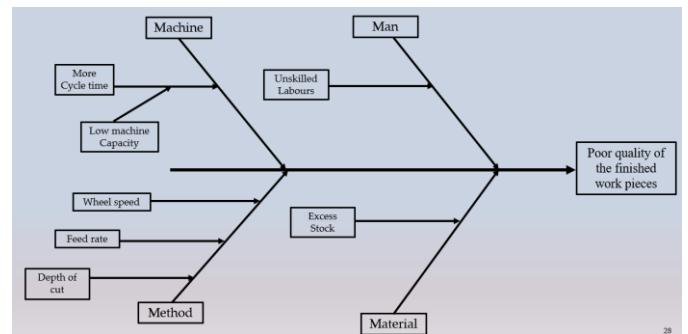 Machine
Man
More
Cycle time
Unskilled
Labours
Low machine
Capacity
Poor quality of
the finished
work pieces
Wheel speed
Excess
Stock
Feed rate
Depth of
cut
Method
Material
28